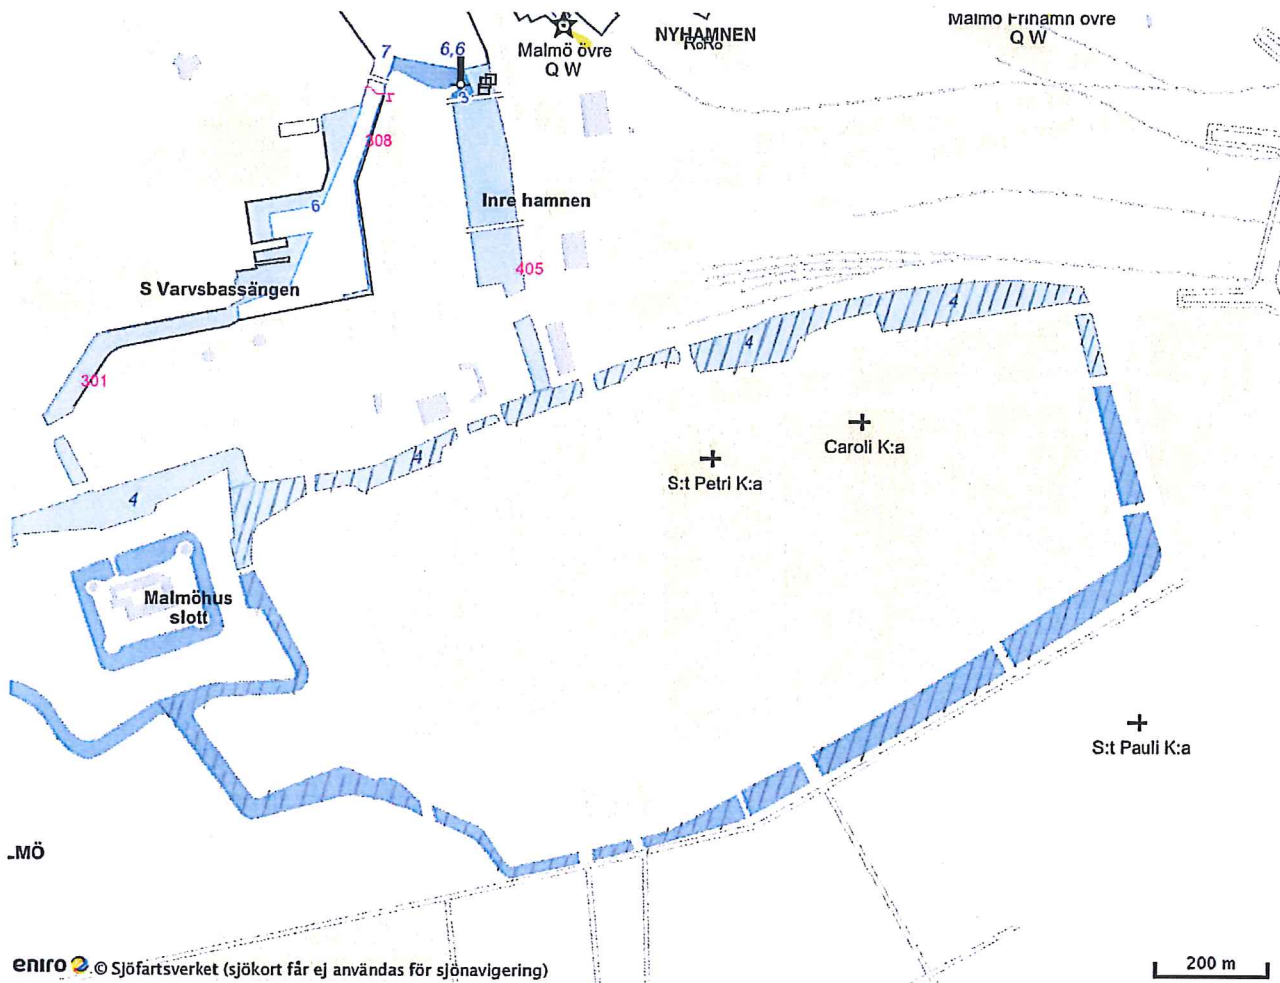 Malmö Frihamn övre
Q W
NYHAMNEN
RoRo
Malmö övre
Q W
7
6,6
3
308
6
Inre hamnen
405
S Varvsbassängen
4
4
301
4
4
Caroli K:a
S:t Petri K:a
Malmöhus
slott
S:t Pauli K:a
-MÖ
eniro © Sjöfartsverket (sjökort får ej användas för sjönavigering)
200 m